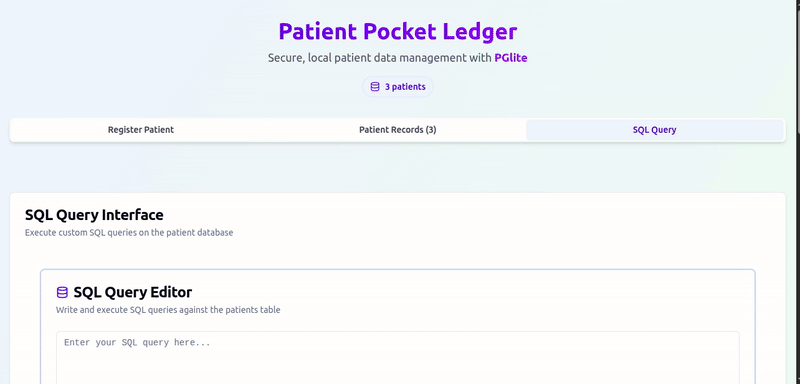 Patient Pocket Ledger
Secure, local patient data management with PGlite
3 patients
Register Patient
Patient Records (3)
SQL Query
SQL Query Interface
Execute custom SQL queries on the patient database
SQL Query Editor
Write and execute SQL queries against the patients table
Enter your SQL query here...